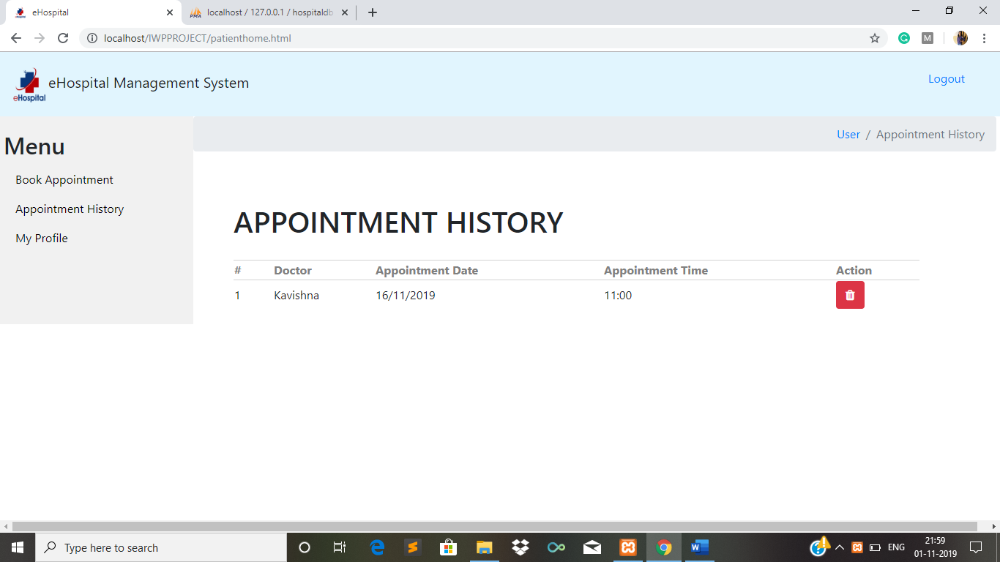 eHospital
localhost / 127.0.0.1 / hospitaldb
localhost/IWPPROJECT/patienthome.html
M
eHospital
eHospital Management System
Logout
User / Appointment History
Menu
Book Appointment
Appointment History
My Profile
APPOINTMENT HISTORY
# Doctor Appointment Date Appointment Time Action
1 Kavishna 16/11/2019 11:00
Type here to search
ENG
21:59
01-11-2019